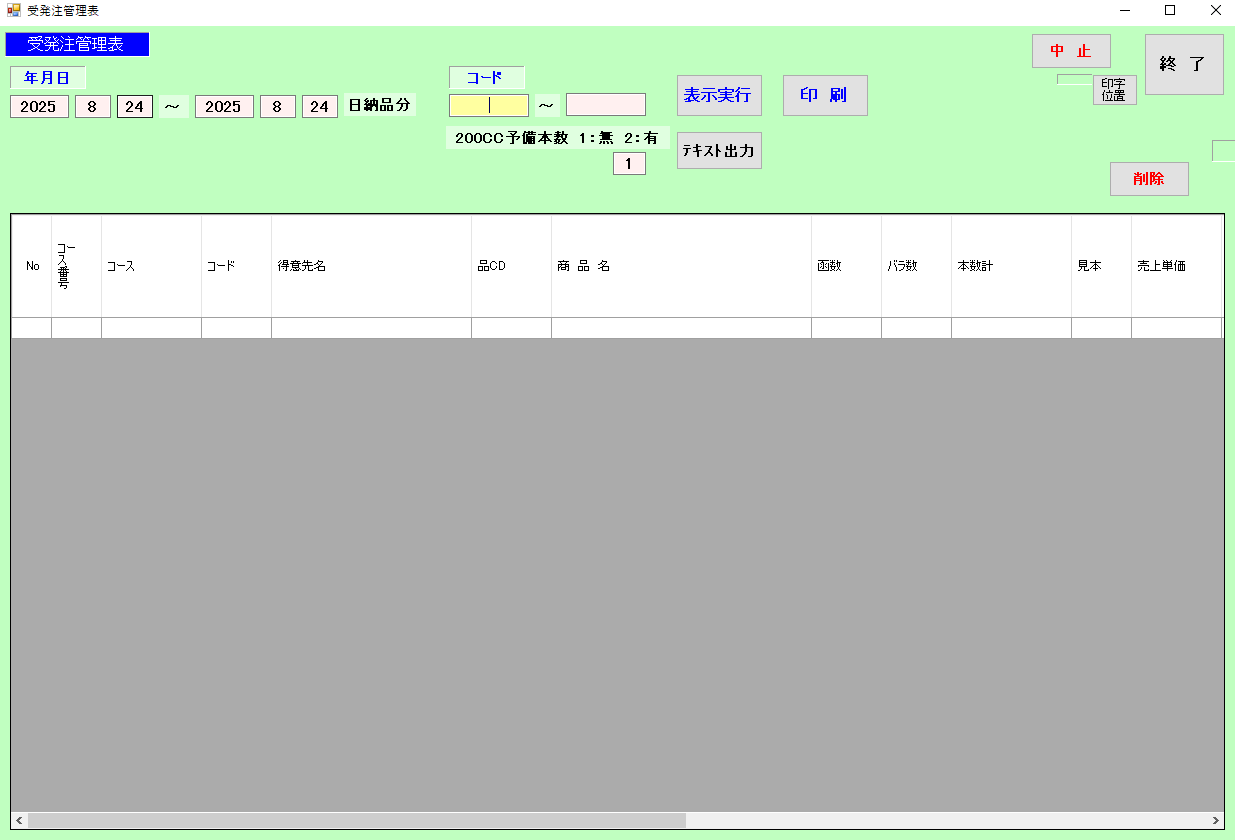 受発注管理表
受発注管理表
中 止
終 了
年月日
コード
印字
位置
2025 8 24 ～ 2025 8 24 日納品分
～
表示実行
印 刷
200CC予備本数 1：無 2：有
1
テキスト出力
削除
No
コース番号
コース
コード
得意先名
品CD
商 品 名
函数
バラ数
本数計
見本
売上単価